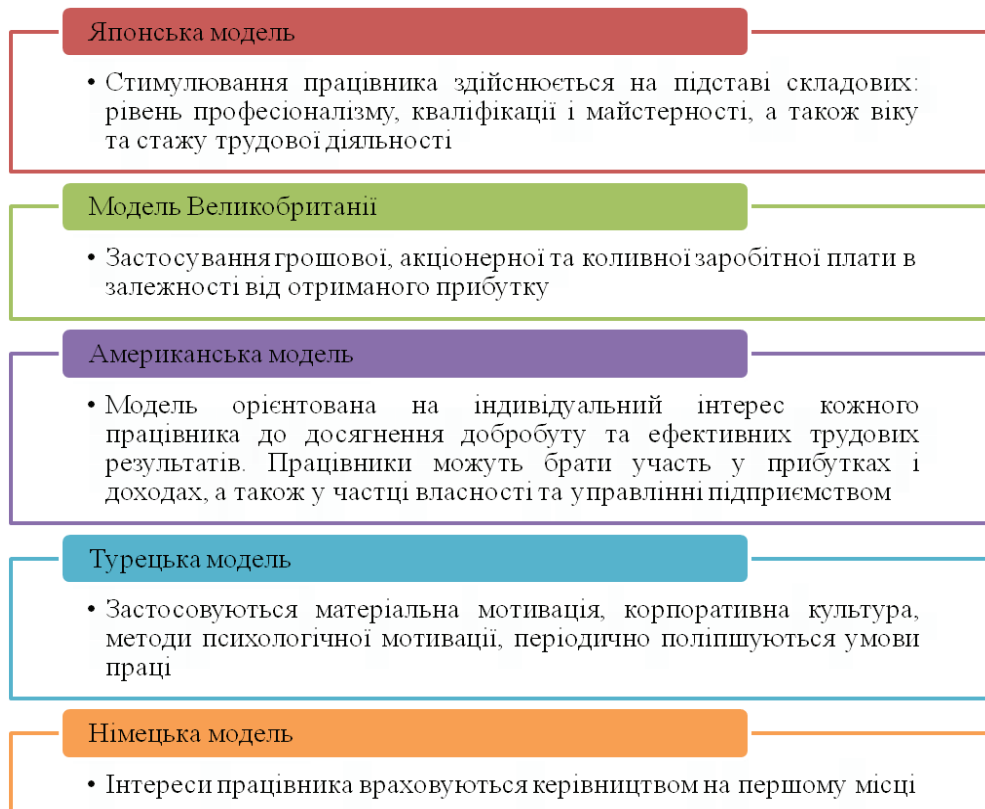 Японська модель
• Стимулювання працівника здійснюється на підставі складових:
рівень професіоналізму, кваліфікації і майстерності, а також віку
та стажу трудової діяльності
Модель Великобританії
• Застосування грошової, акціонерної та коливної заробітної плати в
залежності від отриманого прибутку
Американська модель
• Модель орієнтована на індивідуальний інтерес кожного
працівника до досягнення добробуту та ефективних трудових
результатів. Працівники можуть брати участь у прибутках і
доходах, а також у частці власності та управлінні підприємством
Турецька модель
• Застосовуються матеріальна мотивація, корпоративна культура,
методи психологічної мотивації, періодично поліпшуються умови
праці
Німецька модель
• Інтереси працівника враховуються керівництвом на першому місці